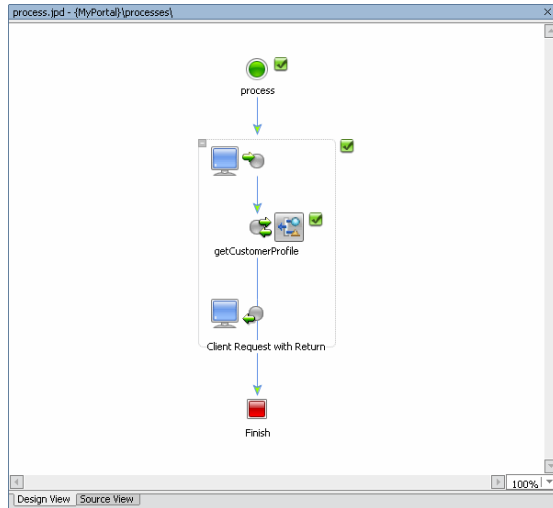 process.jpd - {MyPortal}\processes\
process
getCustomerProfile
Client Request with Return
Finish
100%
Design View Source View